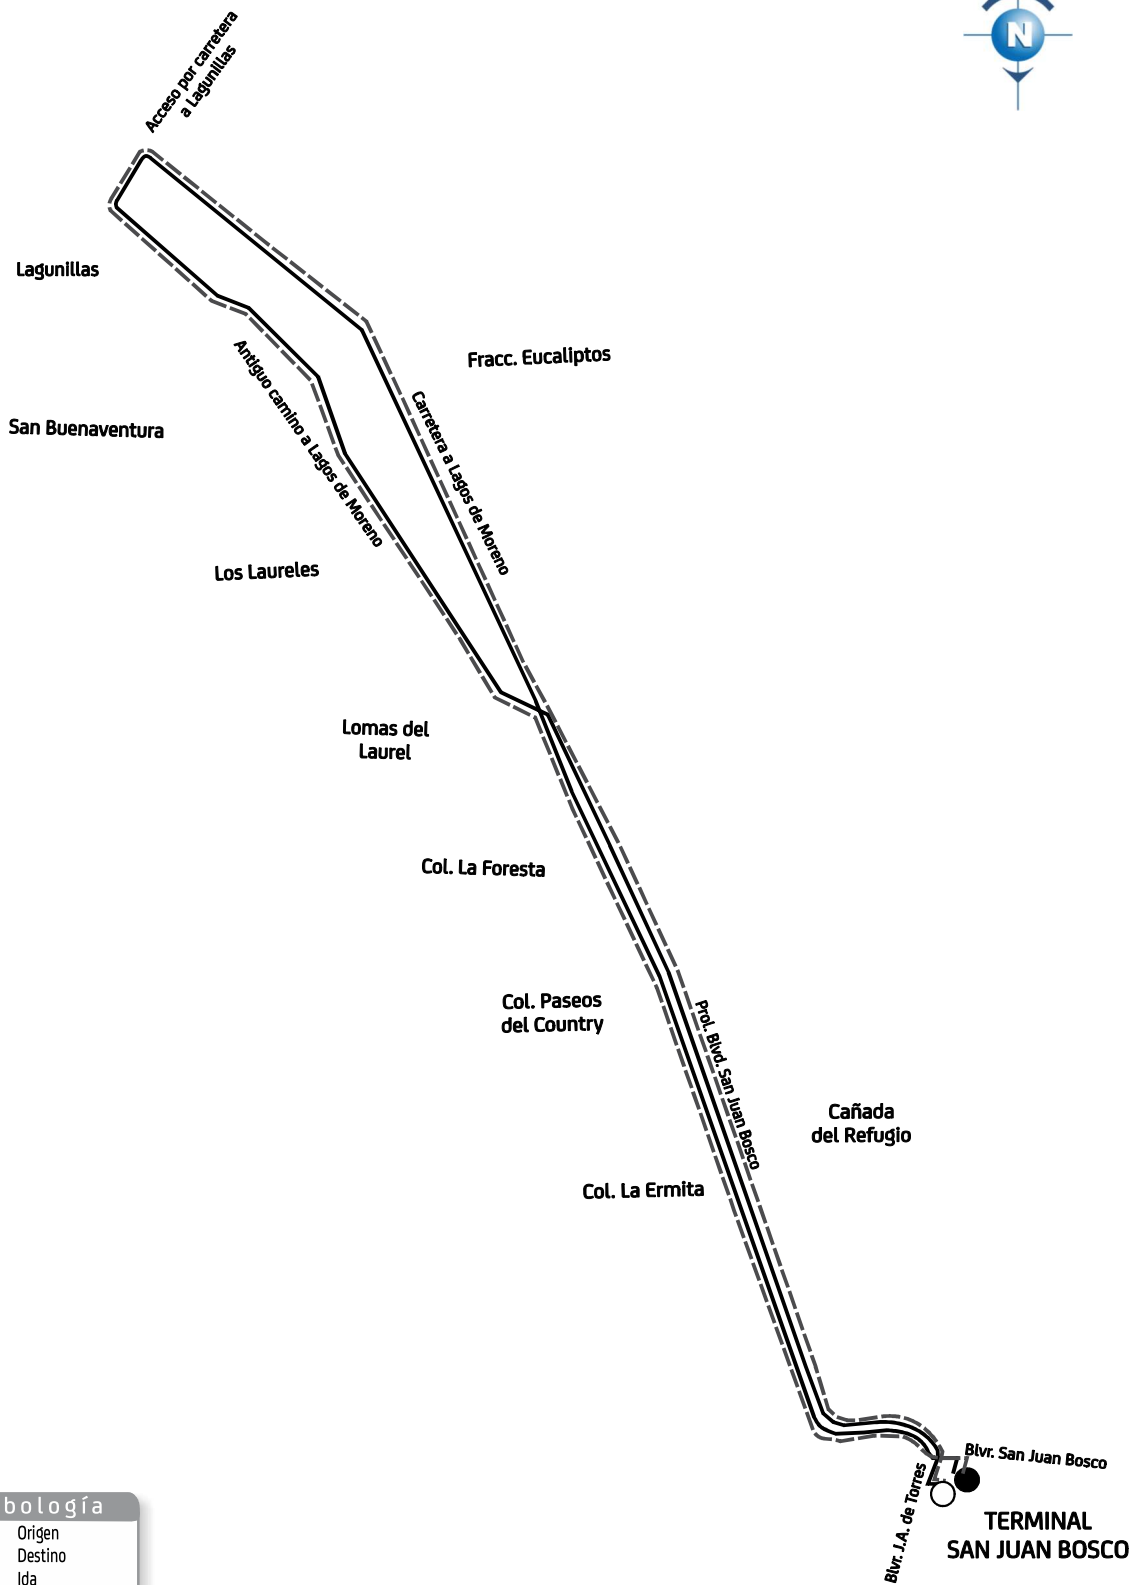 N
Acceso por carretera
a Lagunillas
Lagunillas
Fracc. Eucaliptos
Antiguo camino a Lagos de Moreno
Carretera a Lagos de Moreno
San Buenaventura
Los Laureles
Lomas del
Laurel
Col. La Foresta
Col. Paseos
del Country
Prol. Blvd. San Juan Bosco
Cañada
del Refugio
Col. La Ermita
Blvr. San Juan Bosco
Blvr. J.A. de Torres
TERMINAL
SAN JUAN BOSCO
bología
Origen
Destino
Ida